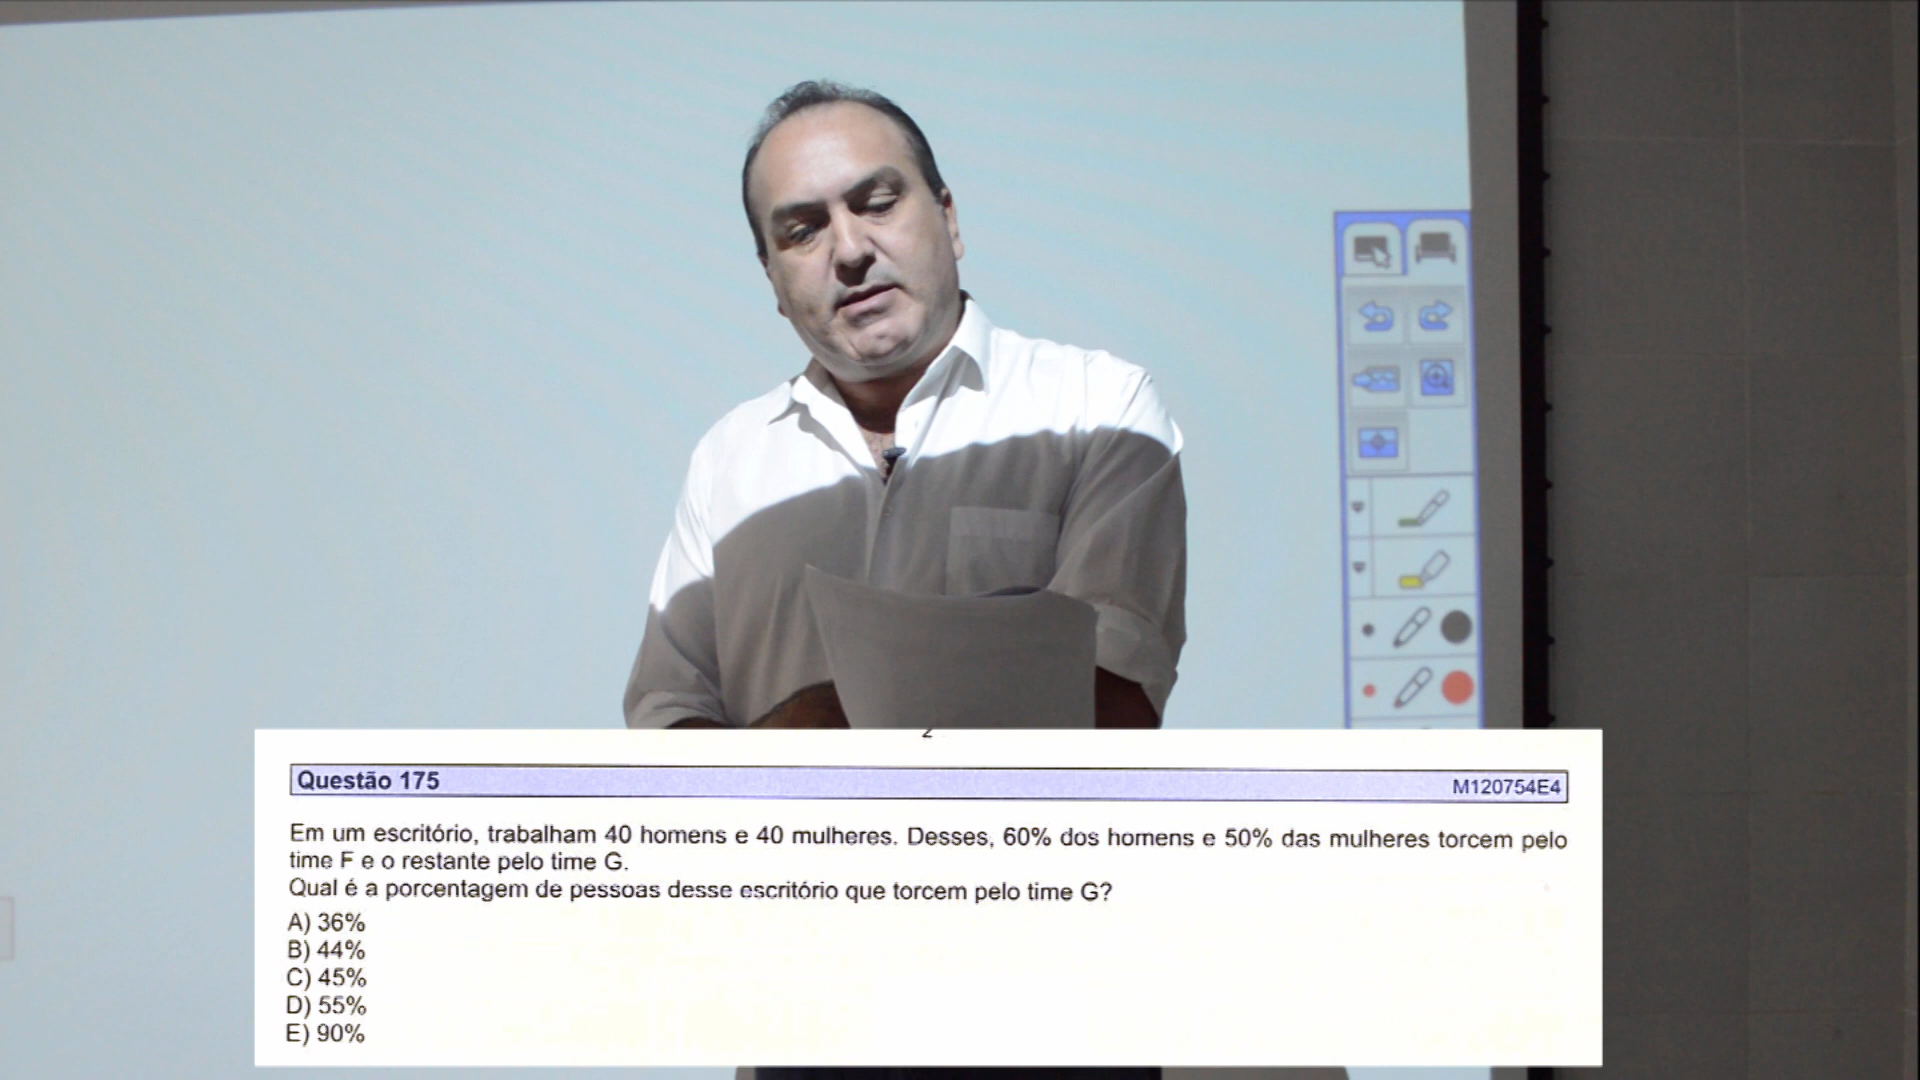 Questão 175
M120754E4
Em um escritório, trabalham 40 homens e 40 mulheres. Desses, 60% dos homens e 50% das mulheres torcem pelo
time F e o restante pelo time G.
Qual é a porcentagem de pessoas desse escritório que torcem pelo time G?
A) 36%
B) 44%
C) 45%
D) 55%
E) 90%